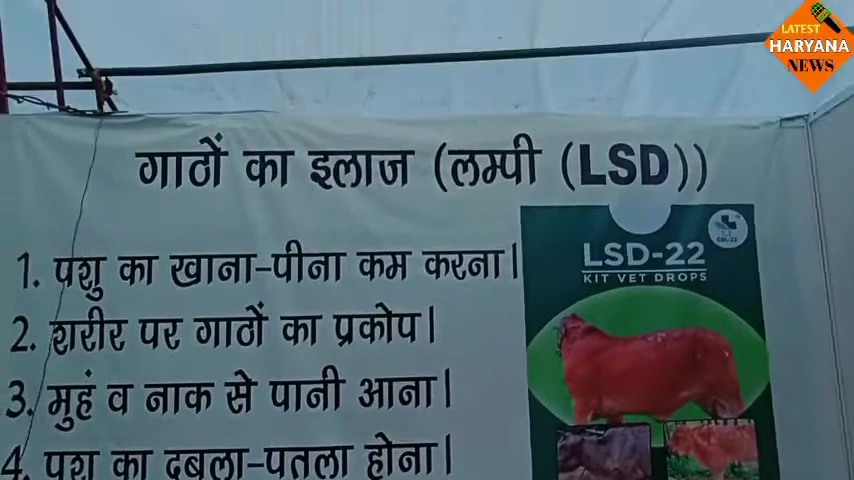 LATEST
HARYANA
NEWS
गाठों का इलाज (लम्पी (LSD))
1. पशु का खाना-पीना कम करना।
2. शरीर पर गाठों का प्रकोप।
3. मुहं व नाक से पानी आना।
4. पशु का दुबला-पतला होना।
LSD-22
KIT VET DROPS